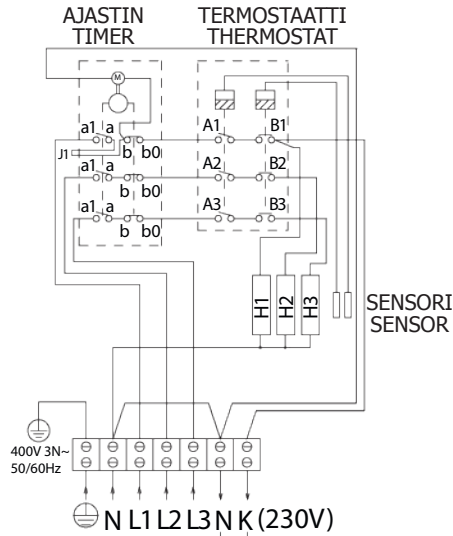 AJASTIN TERMOSTAATTI
TIMER THERMOSTAT
M
a1 a A1 B1
J1 b b0
a1 a A2 B2
b b0
a1 a A3 B3
b b0
H1 H2 H3
SENSORI
SENSOR
400V 3N~
50/60Hz
N L1 L2 L3 N K (230V)